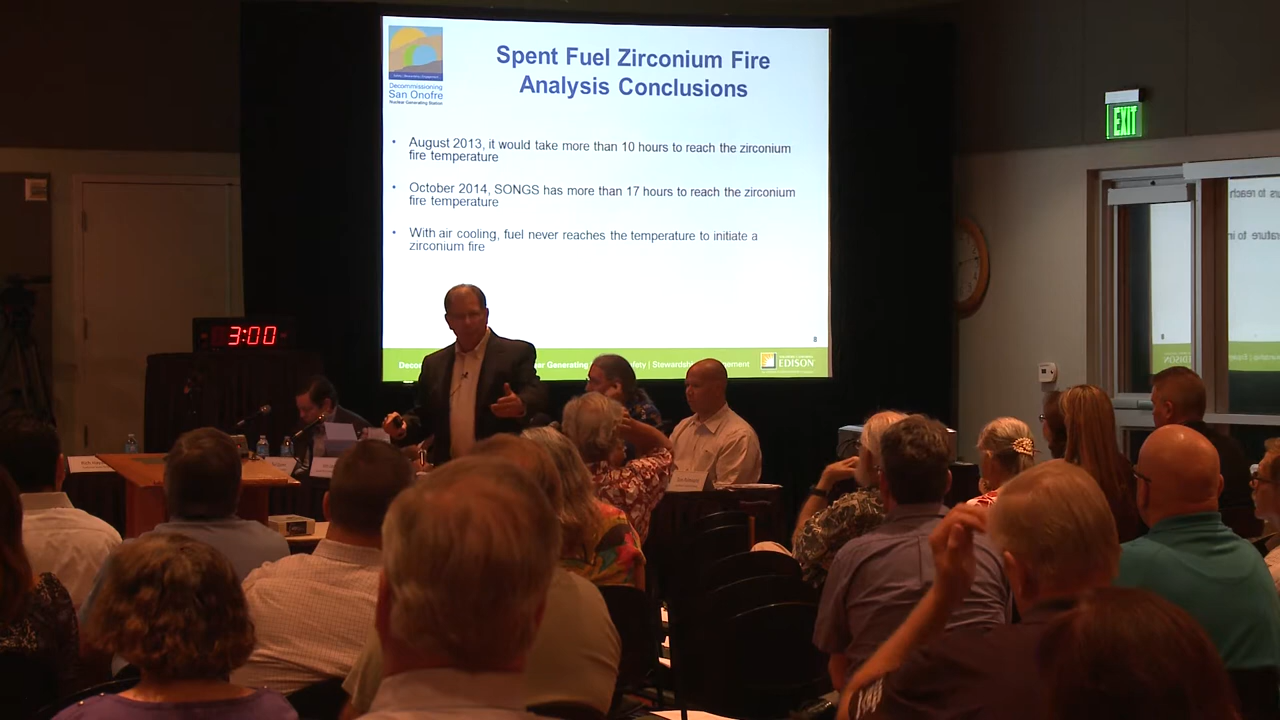 Spent Fuel Zirconium Fire
Analysis Conclusions
Decommissioning
San Onofre
Nuclear Generating Station
• August 2013, it would take more than 10 hours to reach the zirconium
fire temperature
• October 2014, SONGS has more than 17 hours to reach the zirconium
fire temperature
• With air cooling, fuel never reaches the temperature to initiate a
zirconium fire
8
EDISON
EXIT
3:00